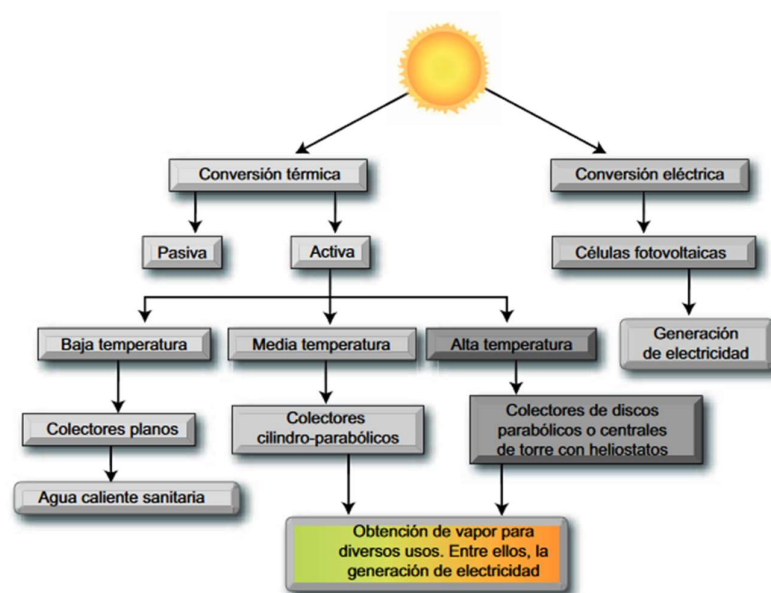 Conversión térmica
Conversión eléctrica
Pasiva
Activa
Células fotovoltaicas
Baja temperatura
Media temperatura
Alta temperatura
Generación
de electricidad
Colectores planos
Colectores
cilindro-parabólicos
Colectores de discos
parabólicos o centrales
de torre con heliostatos
Agua caliente sanitaria
Obtención de vapor para
diversos usos. Entre ellos, la
generación de electricidad